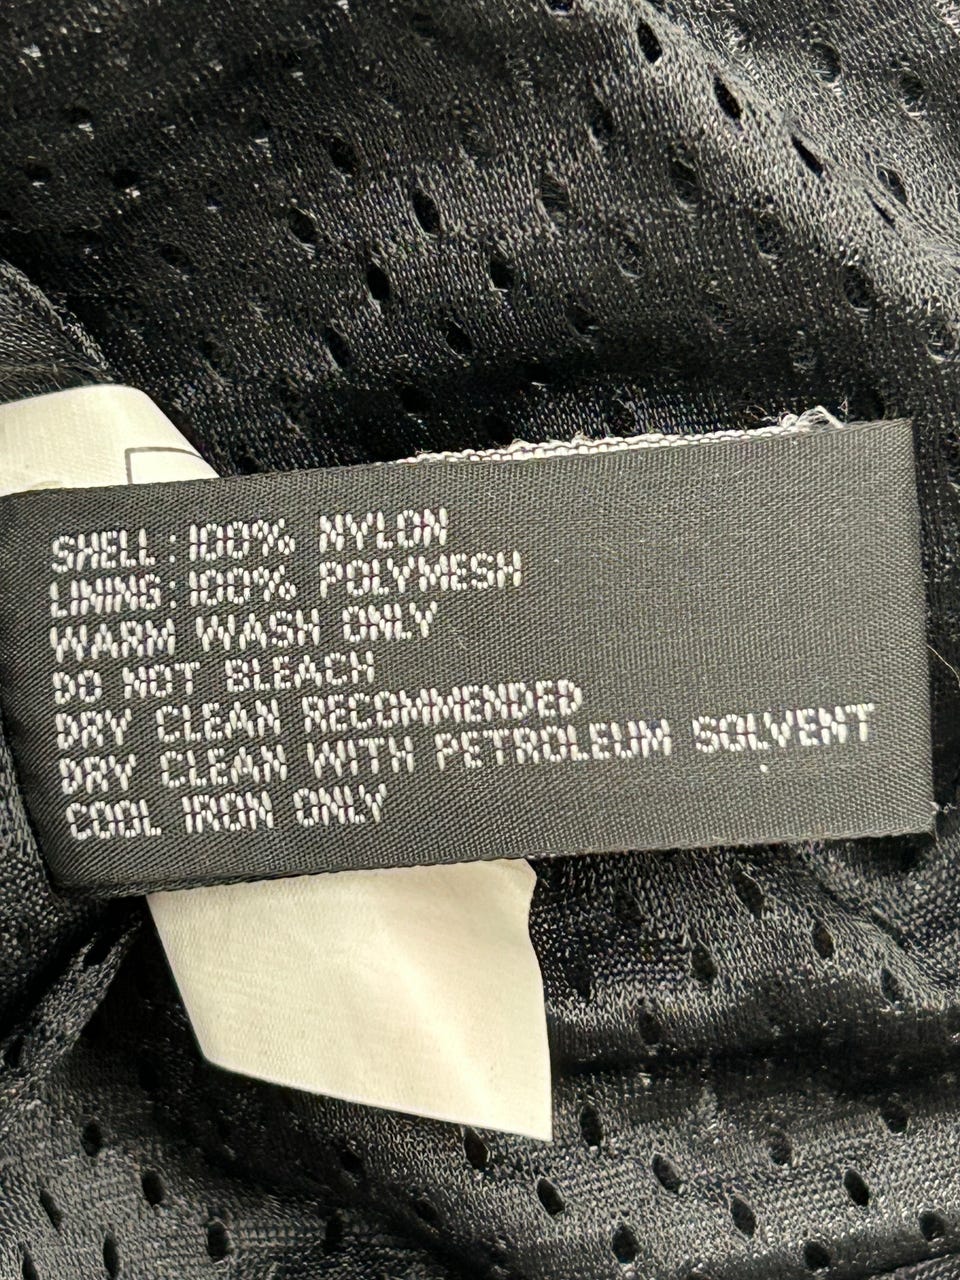 SHELL: 100% NYLON
LINING: 100% POLYMESH
WARM WASH ONLY
DO NOT BLEACH
DRY CLEAN RECOMMENDED
DRY CLEAN WITH PETROLEUM SOLVENT
COOL IRON ONLY